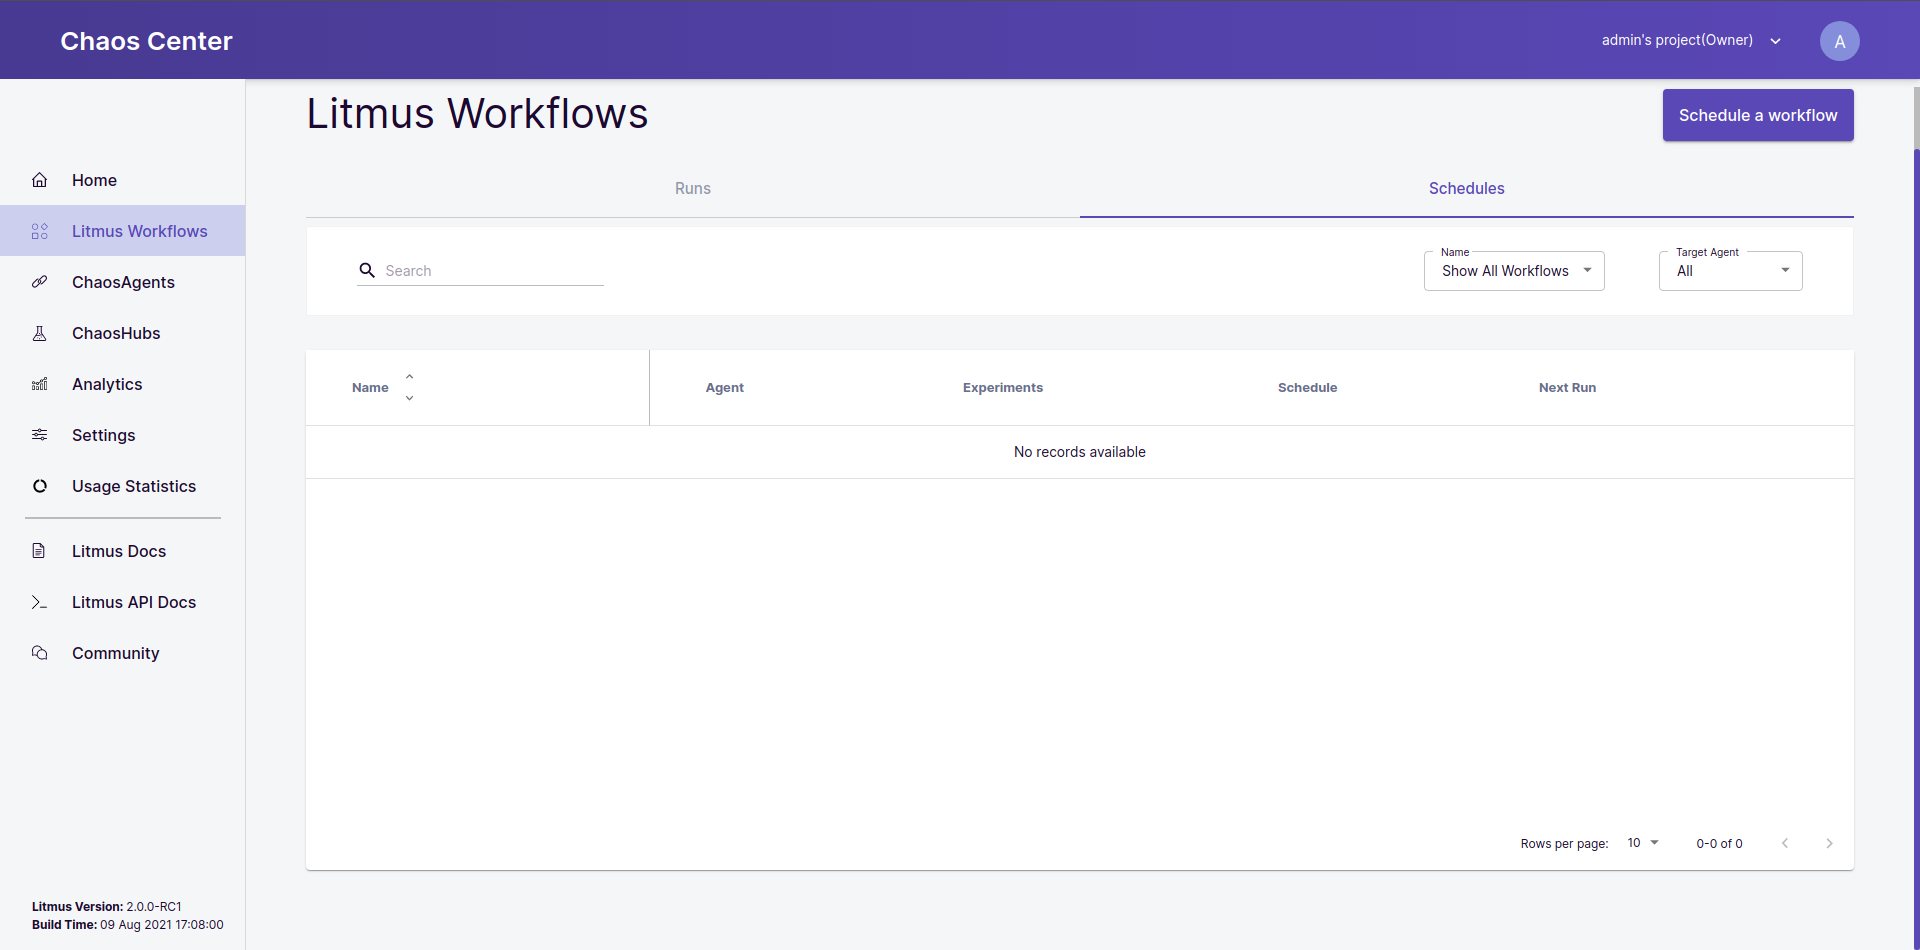 Chaos Center
admin's project(Owner)
A
Home
Litmus Workflows
ChaosAgents
ChaosHubs
Analytics
Settings
Usage Statistics
Litmus Docs
Litmus API Docs
Community
Litmus Version: 2.0.0-RC1
Build Time: 09 Aug 2021 17:08:00
Litmus Workflows
Schedule a workflow
Runs
Schedules
Search
Name
Show All Workflows
Target Agent
All
Name
Agent
Experiments
Schedule
Next Run
No records available
Rows per page:
10
0-0 of 0